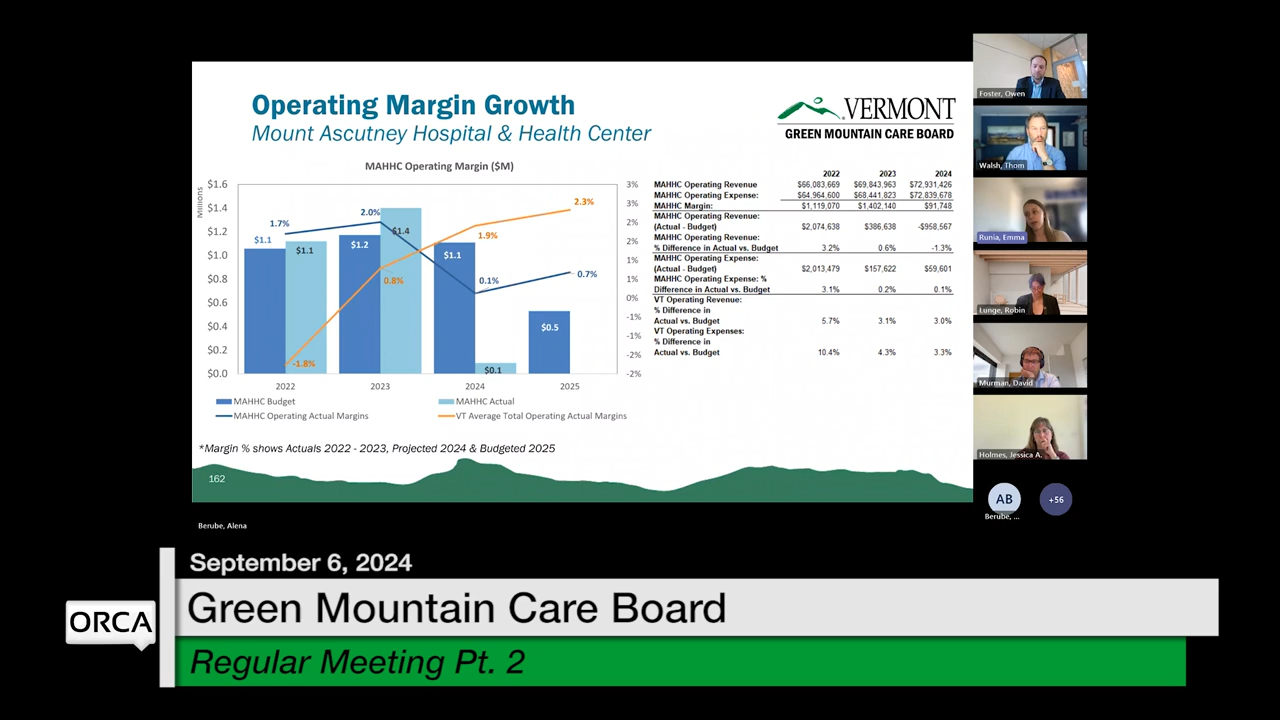 Operating Margin Growth
Mount Ascutney Hospital & Health Center
VERMONT
GREEN MOUNTAIN CARE BOARD
MAHHC Operating Margin ($M)
Millions
$1.6
$1.4
$1.2
$1.0
$0.8
$0.6
$0.4
$0.2
$0.0
3%
3%
2%
2%
1%
1%
0%
-1%
-1%
-2%
-2%
1.7%
2.0%
2.3%
1.9%
0.8%
0.1%
0.7%
-1.8%
$1.1
$1.1
$1.2
$1.4
$1.1
$0.1
$0.5
2022 2023 2024 2025
MAHHC Budget
MAHHC Actual
MAHHC Operating Actual Margins
VT Average Total Operating Actual Margins
2022 2023 2024
MAHHC Operating Revenue $66,083,669 $69,843,963 $72,931,426
MAHHC Operating Expense: $64,964,600 $68,441,823 $72,839,678
MAHHC Margin: $1,119,070 $1,402,140 $91,748
MAHHC Operating Revenue:
(Actual - Budget) $2,074,638 $386,638 -$958,567
MAHHC Operating Revenue:
% Difference in Actual vs. Budget 3.2% 0.6% -1.3%
MAHHC Operating Expense:
(Actual - Budget) $2,013,479 $157,622 $59,601
MAHHC Operating Expense: %
Difference in Actual vs. Budget 3.1% 0.2% 0.1%
VT Operating Revenue:
% Difference in
Actual vs. Budget 5.7% 3.1% 3.0%
VT Operating Expenses:
% Difference in
Actual vs. Budget 10.4% 4.3% 3.3%
*Margin % shows Actuals 2022 - 2023, Projected 2024 & Budgeted 2025
162
Foster, Owen
Walsh, Thom
Runia, Emma
Lunge, Robin
Murman, David
Holmes, Jessica A.
AB
Berube, ...
+56
Berube, Alena
September 6, 2024
ORCA
Green Mountain Care Board
Regular Meeting Pt. 2